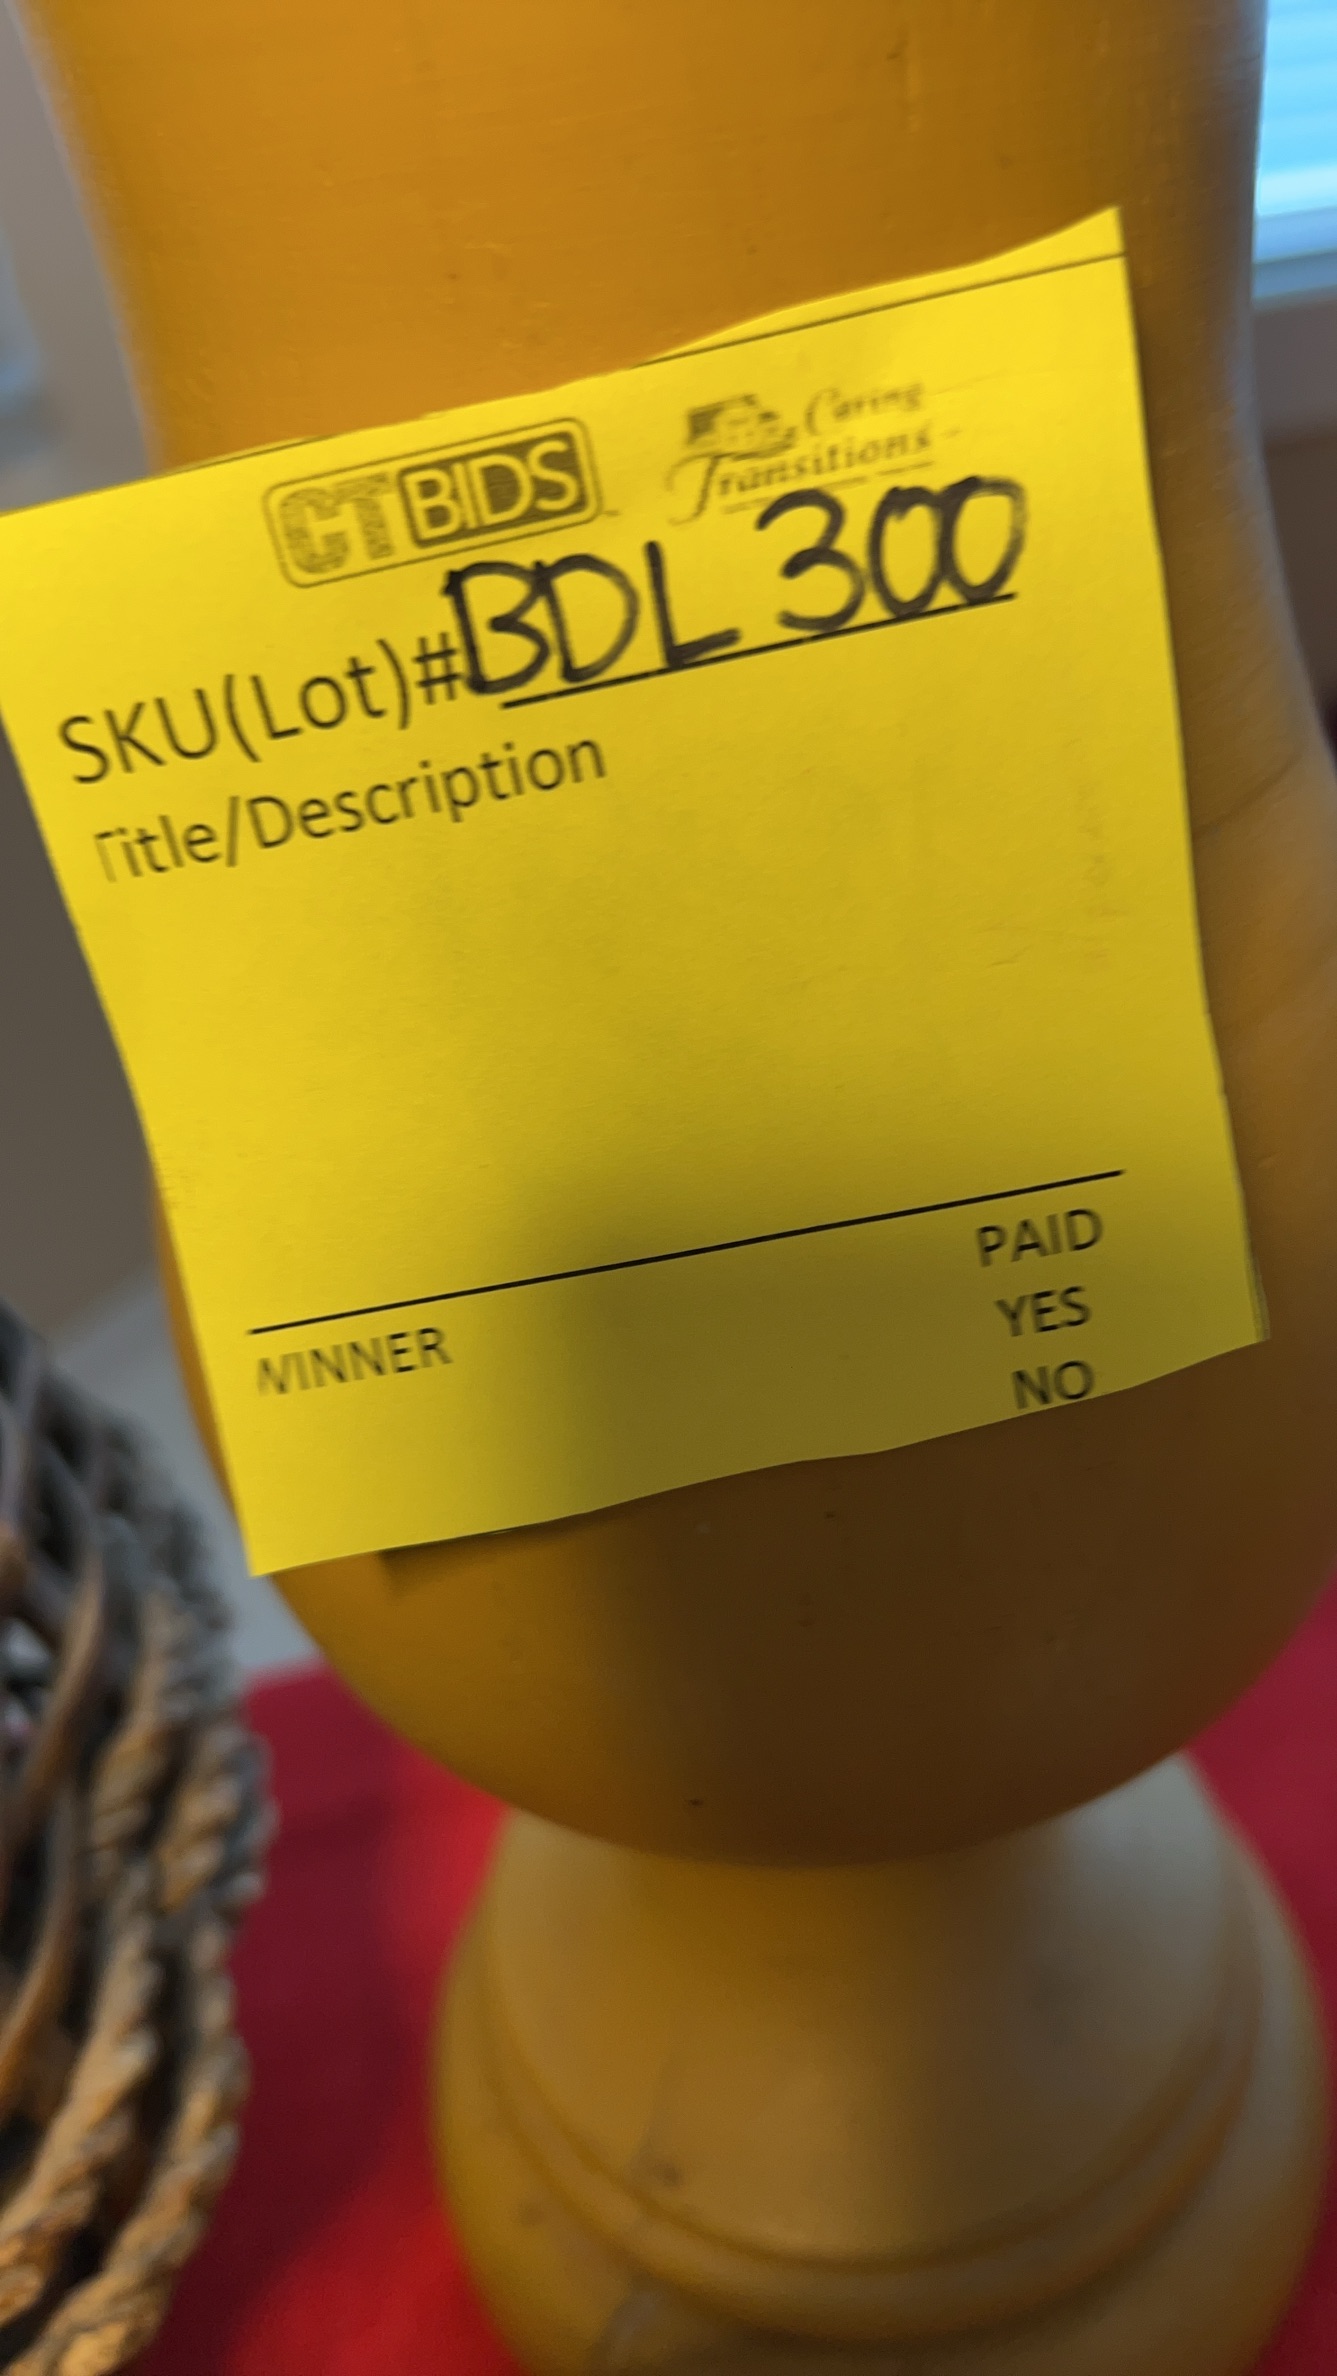 CT BIDS
Caring
Transitions
SKU(Lot)# BDL 300
Title/Description
WINNER
PAID
YES
NO